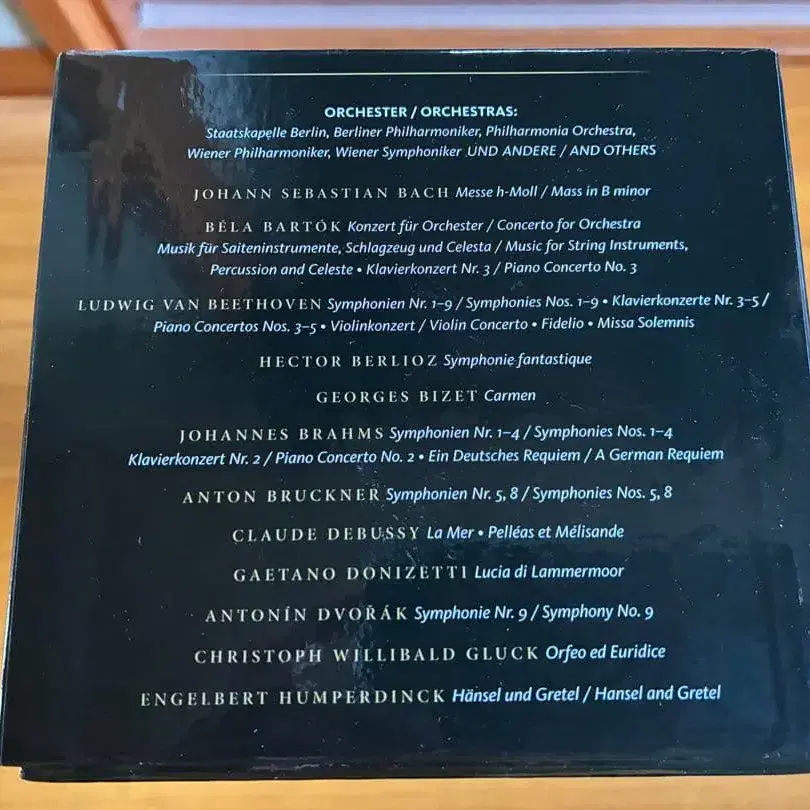 ORCHESTER / ORCHESTRAS:
Staatskapelle Berlin, Berliner Philharmoniker, Philharmonia Orchestra,
Wiener Philharmoniker, Wiener Symphoniker UND ANDERE / AND OTHERS
JOHANN SEBASTIAN BACH Messe h-Moll / Mass in B minor
BÉLA BARTÓK Konzert für Orchester / Concerto for Orchestra
Musik für Saiteninstrumente, Schlagzeug und Celesta / Music for String Instruments,
Percussion and Celeste • Klavierkonzert Nr. 3 / Piano Concerto No. 3
LUDWIG VAN BEETHOVEN Symphonien Nr. 1–9 / Symphonies Nos. 1–9 • Klavierkonzerte Nr. 3–5 /
Piano Concertos Nos. 3–5 • Violinkonzert / Violin Concerto • Fidelio • Missa Solemnis
HECTOR BERLIOZ Symphonie fantastique
GEORGES BIZET Carmen
JOHANNES BRAHMS Symphonien Nr. 1–4 / Symphonies Nos. 1–4
Klavierkonzert Nr. 2 / Piano Concerto No. 2 • Ein Deutsches Requiem / A German Requiem
ANTON BRUCKNER Symphonien Nr. 5, 8 / Symphonies Nos. 5, 8
CLAUDE DEBUSSY La Mer • Pelléas et Mélisande
GAETANO DONIZETTI Lucia di Lammermoor
ANTONÍN DVOŘÁK Symphonie Nr. 9 / Symphony No. 9
CHRISTOPH WILLIBALD GLUCK Orfeo ed Euridice
ENGELBERT HUMPERDINCK Hänsel und Gretel / Hansel and Gretel